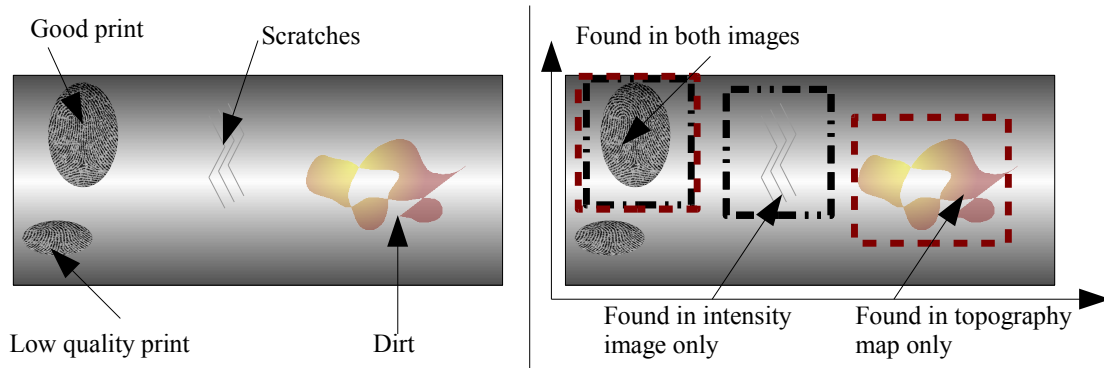 Good print
Scratches
Low quality print
Dirt
Found in both images
Found in intensity
image only
Found in topography
map only